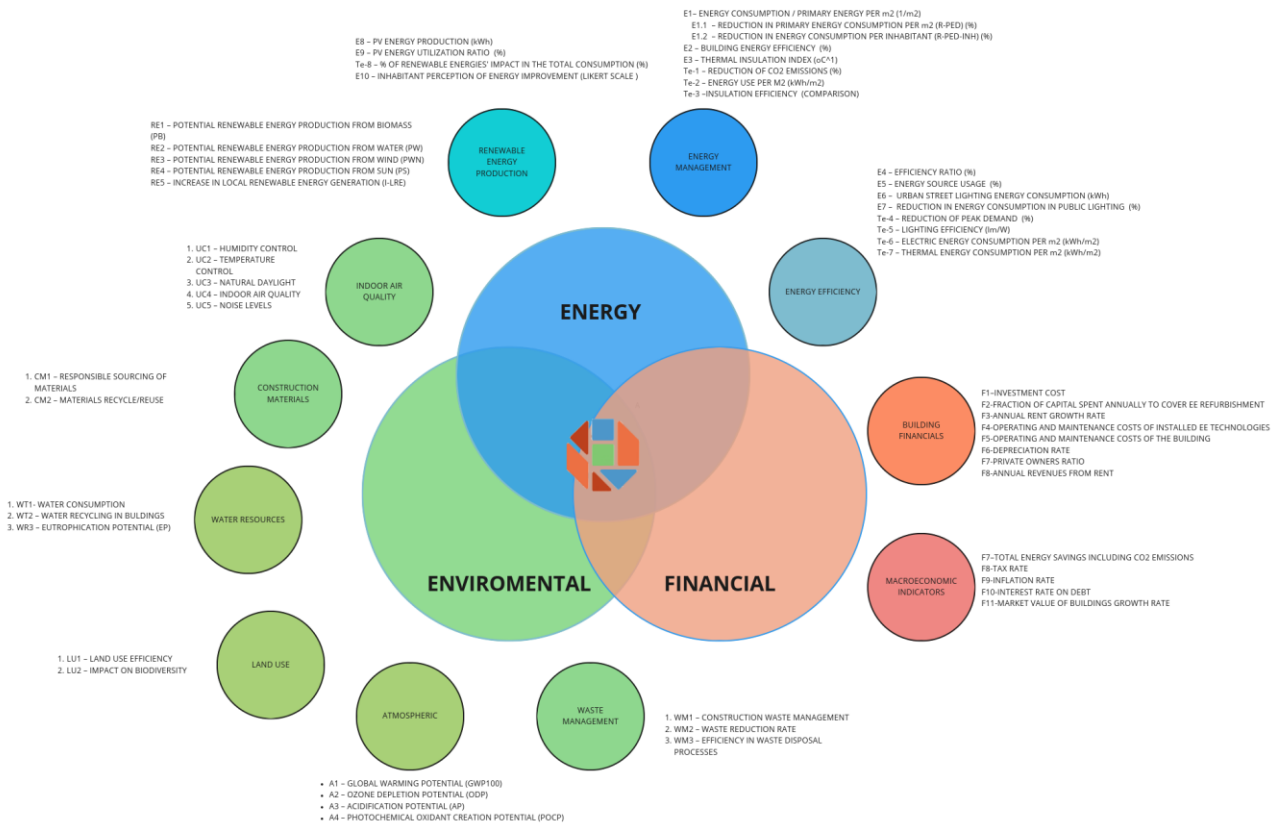 E1– ENERGY CONSUMPTION / PRIMARY ENERGY PER m2 (1/m2)
E1.1 – REDUCTION IN PRIMARY ENERGY CONSUMPTION PER m2 (R-PED) (%)
E1.2 – REDUCTION IN ENERGY CONSUMPTION PER INHABITANT (R-PED-INH) (%)
E2 – BUILDING ENERGY EFFICIENCY (%)
E3 – THERMAL INSULATION INDEX (oC^1)
Te-1 – REDUCTION OF CO2 EMISSIONS (%)
Te-2 – ENERGY USE PER M2 (kWh/m2)
Te-3 –INSULATION EFFICIENCY (COMPARISON)
E8 – PV ENERGY PRODUCTION (kWh)
E9 – PV ENERGY UTILIZATION RATIO (%)
Te-8 – % OF RENEWABLE ENERGIES' IMPACT IN THE TOTAL CONSUMPTION (%)
E10 – INHABITANT PERCEPTION OF ENERGY IMPROVEMENT (LIKERT SCALE )
RE1 – POTENTIAL RENEWABLE ENERGY PRODUCTION FROM BIOMASS
(PB)
RE2 – POTENTIAL RENEWABLE ENERGY PRODUCTION FROM WATER (PW)
RE3 – POTENTIAL RENEWABLE ENERGY PRODUCTION FROM WIND (PWN)
RE4 – POTENTIAL RENEWABLE ENERGY PRODUCTION FROM SUN (PS)
RE5 – INCREASE IN LOCAL RENEWABLE ENERGY GENERATION (I-LRE)
RENEWABLE
ENERGY
PRODUCTION
ENERGY
MANAGEMENT
E4 – EFFICIENCY RATIO (%)
E5 – ENERGY SOURCE USAGE (%)
E6 – URBAN STREET LIGHTING ENERGY CONSUMPTION (kWh)
E7 – REDUCTION IN ENERGY CONSUMPTION IN PUBLIC LIGHTING (%)
Te-4 – REDUCTION OF PEAK DEMAND (%)
Te-5 – LIGHTING EFFICIENCY (lm/W)
Te-6 – ELECTRIC ENERGY CONSUMPTION PER m2 (kWh/m2)
Te-7 – THERMAL ENERGY CONSUMPTION PER m2 (kWh/m2)
1. UC1 – HUMIDITY CONTROL
2. UC2 – TEMPERATURE
CONTROL
3. UC3 – NATURAL DAYLIGHT
4. UC4 – INDOOR AIR QUALITY
5. UC5 – NOISE LEVELS
INDOOR AIR
QUALITY
ENERGY EFFICIENCY
ENERGY
1. CM1 – RESPONSIBLE SOURCING OF
MATERIALS
2. CM2 – MATERIALS RECYCLE/REUSE
CONSTRUCTION
MATERIALS
BUILDING
FINANCIALS
F1–INVESTMENT COST
F2-FRACTION OF CAPITAL SPENT ANNUALLY TO COVER EE REFURBISHMENT
F3-ANNUAL RENT GROWTH RATE
F4-OPERATING AND MAINTENANCE COSTS OF INSTALLED EE TECHNOLOGIES
F5-OPERATING AND MAINTENANCE COSTS OF THE BUILDING
F6-DEPRECIATION RATE
F7-PRIVATE OWNERS RATIO
F8-ANNUAL REVENUES FROM RENT
1. WT1- WATER CONSUMPTION
2. WT2 – WATER RECYCLING IN BULDINGS
3. WR3 – EUTROPHICATION POTENTIAL (EP)
WATER RESOURCES
ENVIROMENTAL
FINANCIAL
MACROECONOMIC
INDICATORS
F7–TOTAL ENERGY SAVINGS INCLUDING CO2 EMISSIONS
F8-TAX RATE
F9-INFLATION RATE
F10-INTEREST RATE ON DEBT
F11-MARKET VALUE OF BUILDINGS GROWTH RATE
1. LU1 – LAND USE EFFICIENCY
2. LU2 – IMPACT ON BIODIVERSITY
LAND USE
ATMOSPHERIC
WASTE
MANAGEMENT
1. WM1 – CONSTRUCTION WASTE MANAGEMENT
2. WM2 – WASTE REDUCTION RATE
3. WM3 – EFFICIENCY IN WASTE DISPOSAL
PROCESSES
• A1 – GLOBAL WARMING POTENTIAL (GWP100)
• A2 – OZONE DEPLETION POTENTIAL (ODP)
• A3 – ACIDIFICATION POTENTIAL (AP)
• A4 – PHOTOCHEMICAL OXIDANT CREATION POTENTIAL (POCP)